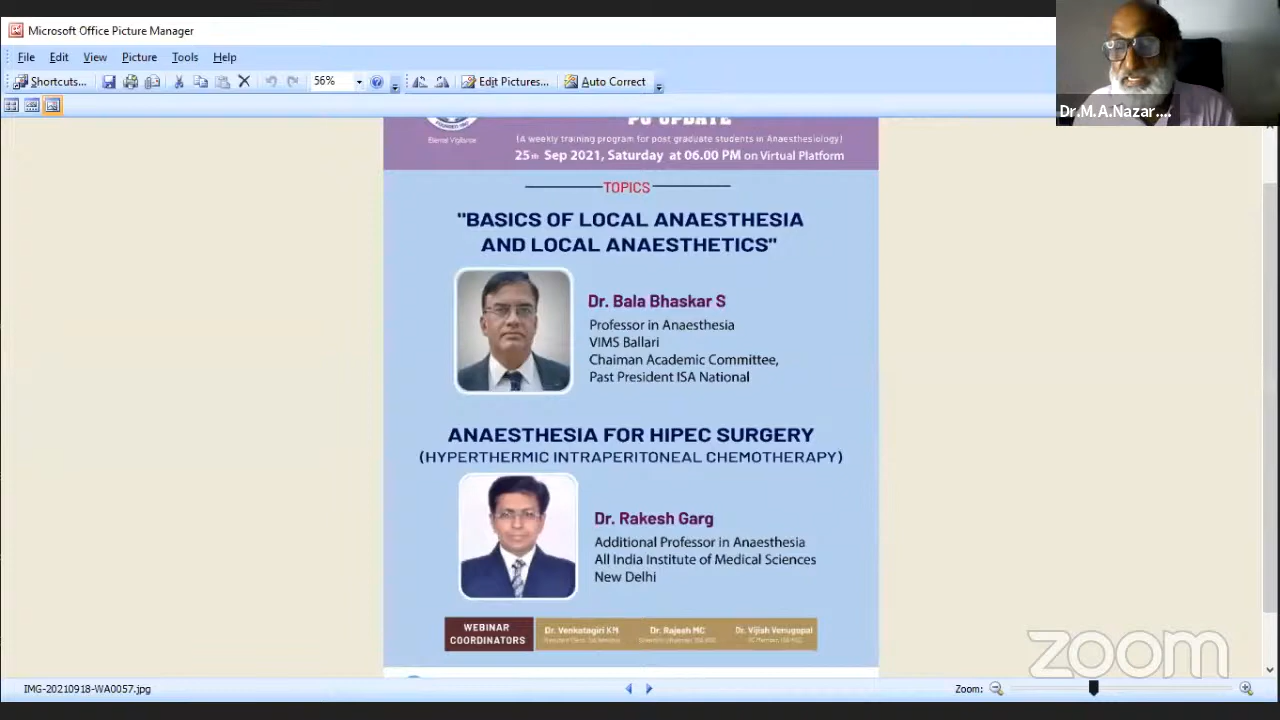 Microsoft Office Picture Manager
File Edit View Picture Tools Help
Shortcuts... 56% Edit Pictures... Auto Correct
Dr.M.A.Nazar....
PG UPDATE
Eternal Vigilance
(A weekly training program for post graduate students in Anaesthesiology)
25th Sep 2021, Saturday at 06.00 PM on Virtual Platform
TOPICS
"BASICS OF LOCAL ANAESTHESIA
AND LOCAL ANAESTHETICS"
Dr. Bala Bhaskar S
Professor in Anaesthesia
VIMS Ballari
Chaiman Academic Committee,
Past President ISA National
ANAESTHESIA FOR HIPEC SURGERY
(HYPERTHERMIC INTRAPERITONEAL CHEMOTHERAPY)
Dr. Rakesh Garg
Additional Professor in Anaesthesia
All India Institute of Medical Sciences
New Delhi
WEBINAR
COORDINATORS
Dr. Venkatagiri KM
Dr. Rajesh MC
Dr. Vijish Venugopal
zoom
IMG-20210918-WA0057.jpg
Zoom: